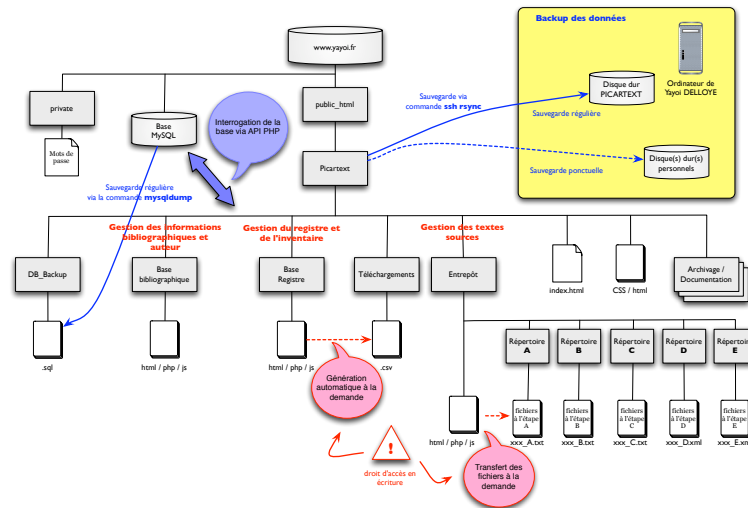 www.yayoi.fr
Backup des données
Ordinateur de
Yayoi DELLOYE
Disque dur
PICARTEXT
Sauvegarde via
commande ssh rsync
Sauvegarde régulière
Sauvegarde ponctuelle
Disque(s) dur(s)
personnels
private
Mots de
passe
Base
MySQL
Interrogation de la
base via API PHP
public_html
Picartext
Sauvegarde régulière
via la commande mysqldump
Gestion des informations
bibliographiques et
auteur
Gestion du registre et
de l'inventaire
Gestion des textes
sources
DB_Backup
Base
bibliographique
Base
Registre
Téléchargements
Entrepôt
index.html
CSS / html
Archivage /
Documentation
.sql
html / php / js
html / php / js
.csv
Répertoire
A
Répertoire
B
Répertoire
C
Répertoire
D
Répertoire
E
Génération
automatique à la
demande
html / php / js
fichiers
à l'étape
A
fichiers
à l'étape
B
fichiers
à l'étape
C
fichiers
à l'étape
D
fichiers
à l'étape
E
xxx_A.txt
xxx_B.txt
xxx_C.txt
xxx_D.xml
xxx_E.xm
!
droit d'accès en
écriture
Transfert des
fichiers à la
demande